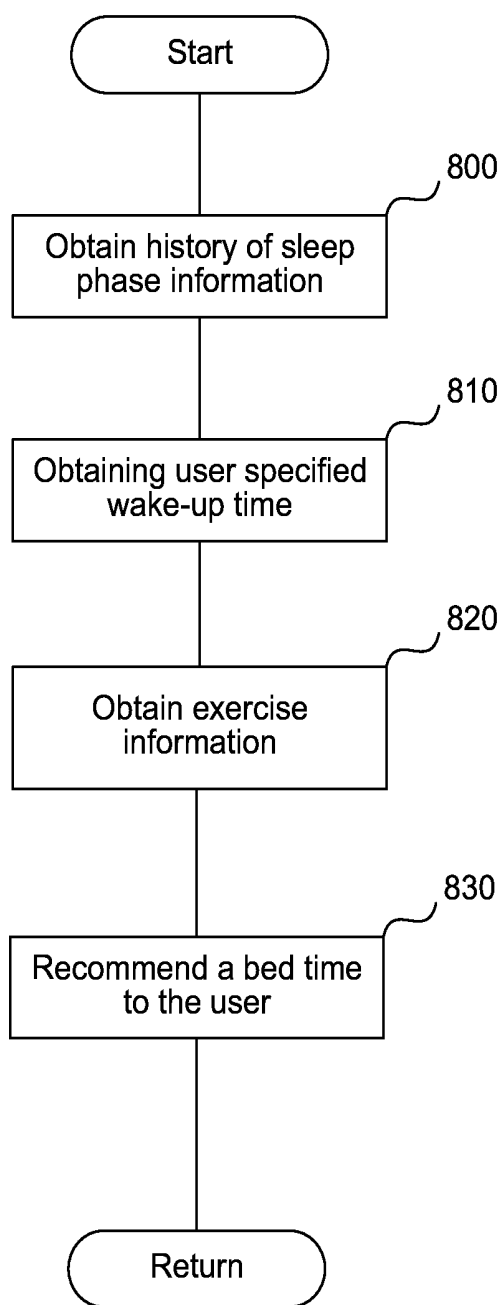 Start
800
Obtain history of sleep
phase information
810
Obtaining user specified
wake-up time
820
Obtain exercise
information
830
Recommend a bed time
to the user
Return